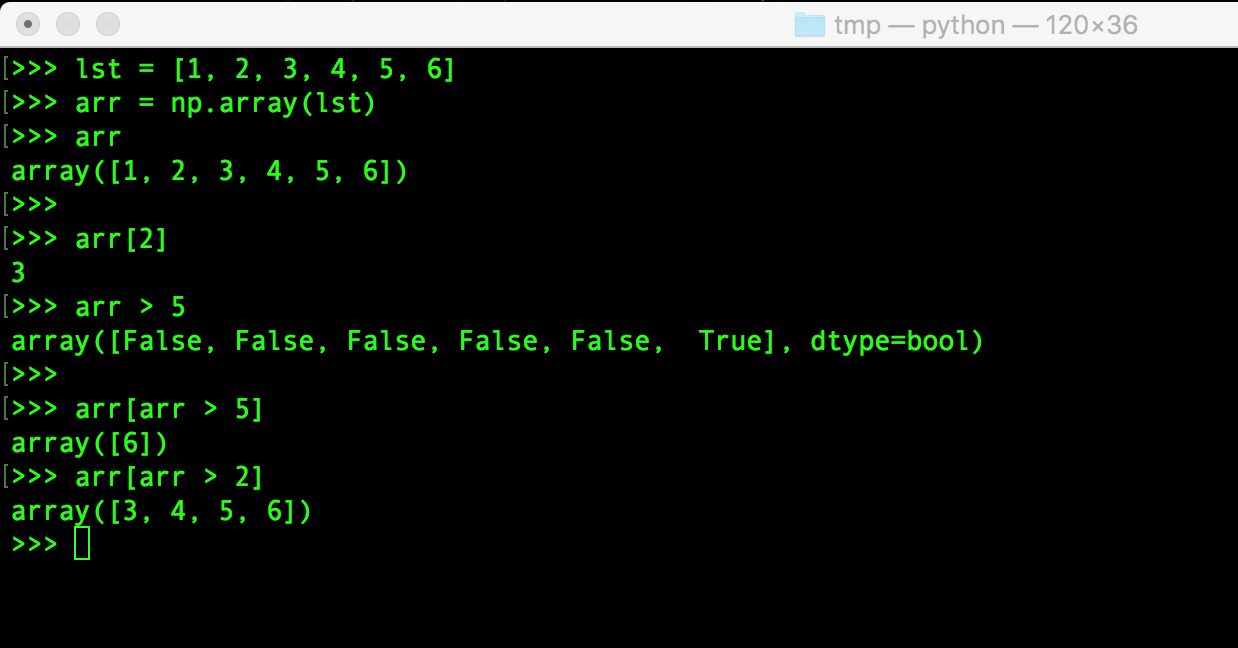 tmp — python — 120×36
[>>> lst = [1, 2, 3, 4, 5, 6]
[>>> arr = np.array(lst)
[>>> arr
array([1, 2, 3, 4, 5, 6])
[>>>
[>>> arr[2]
3
[>>> arr > 5
array([False, False, False, False, False,  True], dtype=bool)
[>>>
[>>> arr[arr > 5]
array([6])
[>>> arr[arr > 2]
array([3, 4, 5, 6])
>>>